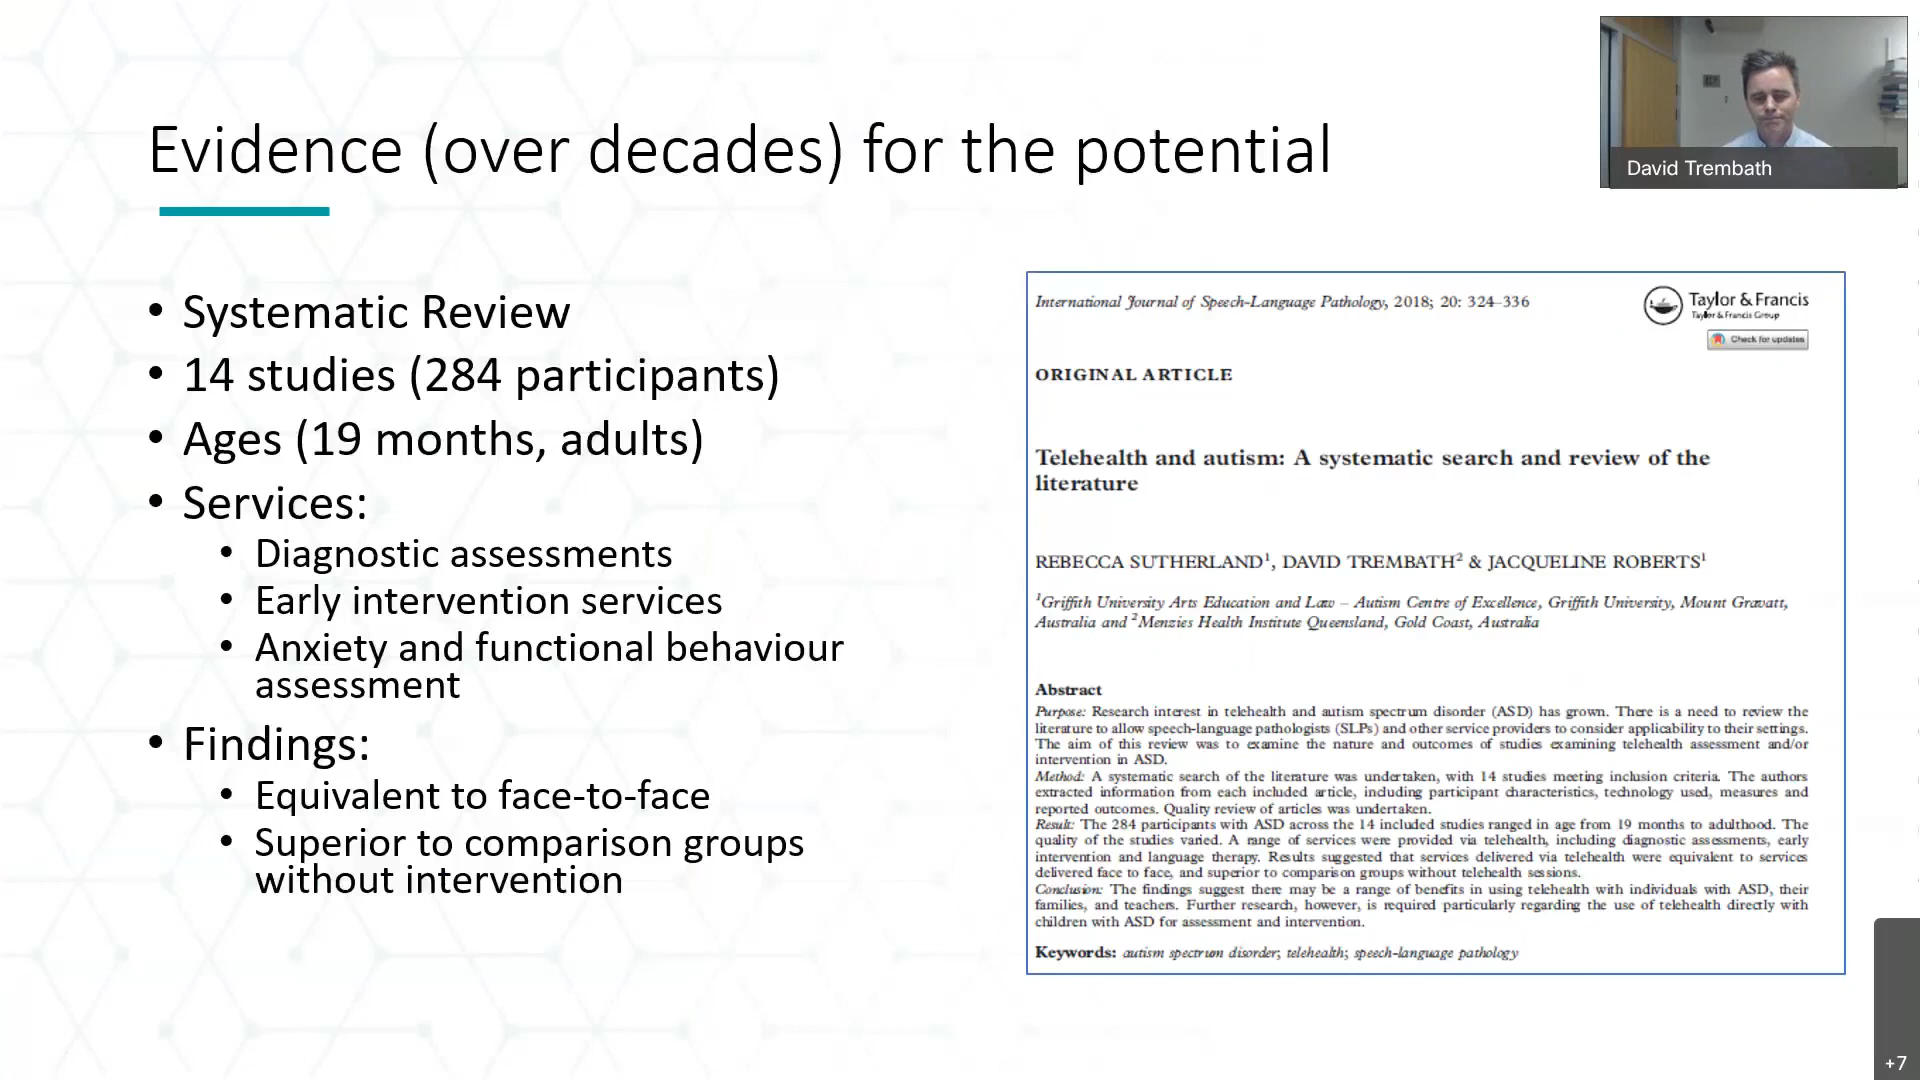 Evidence (over decades) for the potential
David Trembath
• Systematic Review
• 14 studies (284 participants)
• Ages (19 months, adults)
• Services:
• Diagnostic assessments
• Early intervention services
• Anxiety and functional behaviour
assessment
• Findings:
• Equivalent to face-to-face
• Superior to comparison groups
without intervention
International Journal of Speech-Language Pathology, 2018; 20: 324–336
Taylor & Francis
Taylor & Francis Group
Check for updates
ORIGINAL ARTICLE
Telehealth and autism: A systematic search and review of the
literature
REBECCA SUTHERLAND¹, DAVID TREMBATH² & JACQUELINE ROBERTS¹
¹Griffith University Arts Education and Law – Autism Centre of Excellence, Griffith University, Mount Gravatt,
Australia and ²Menzies Health Institute Queensland, Gold Coast, Australia
Abstract
Purpose: Research interest in telehealth and autism spectrum disorder (ASD) has grown. There is a need to review the
literature to allow speech-language pathologists (SLPs) and other service providers to consider applicability to their settings.
The aim of this review was to examine the nature and outcomes of studies examining telehealth assessment and/or
intervention in ASD.
Method: A systematic search of the literature was undertaken, with 14 studies meeting inclusion criteria. The authors
extracted information from each included article, including participant characteristics, technology used, measures and
reported outcomes. Quality review of articles was undertaken.
Result: The 284 participants with ASD across the 14 included studies ranged in age from 19 months to adulthood. The
quality of the studies varied. A range of services were provided via telehealth, including diagnostic assessments, early
intervention and language therapy. Results suggested that services delivered via telehealth were equivalent to services
delivered face to face, and superior to comparison groups without telehealth sessions.
Conclusion: The findings suggest there may be a range of benefits in using telehealth with individuals with ASD, their
families, and teachers. Further research, however, is required particularly regarding the use of telehealth directly with
children with ASD for assessment and intervention.
Keywords: autism spectrum disorder; telehealth; speech-language pathology
+7